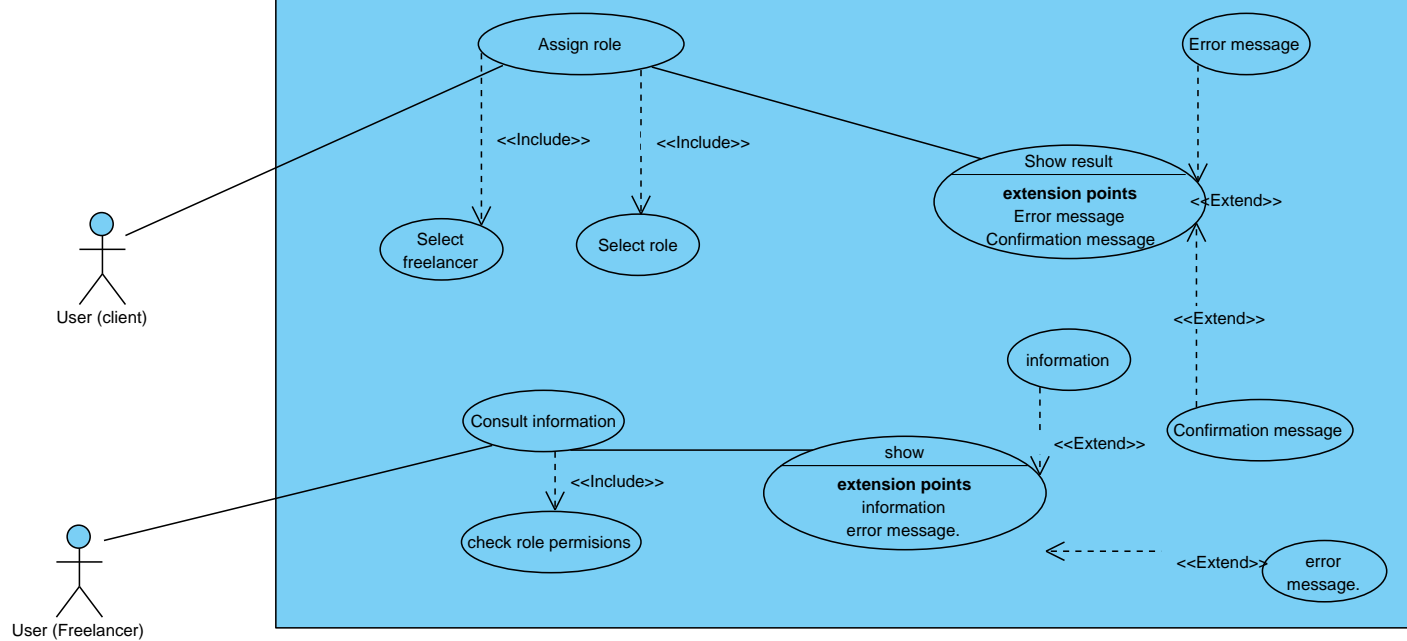 Assign role
Error message
<<Include>>
<<Include>>
Show result
extension points
Error message
Confirmation message
<<Extend>>
Select
freelancer
Select role
User (client)
<<Extend>>
information
Consult information
Confirmation message
<<Extend>>
show
extension points
information
error message.
<<Include>>
check role permisions
<<Extend>>
error
message.
User (Freelancer)